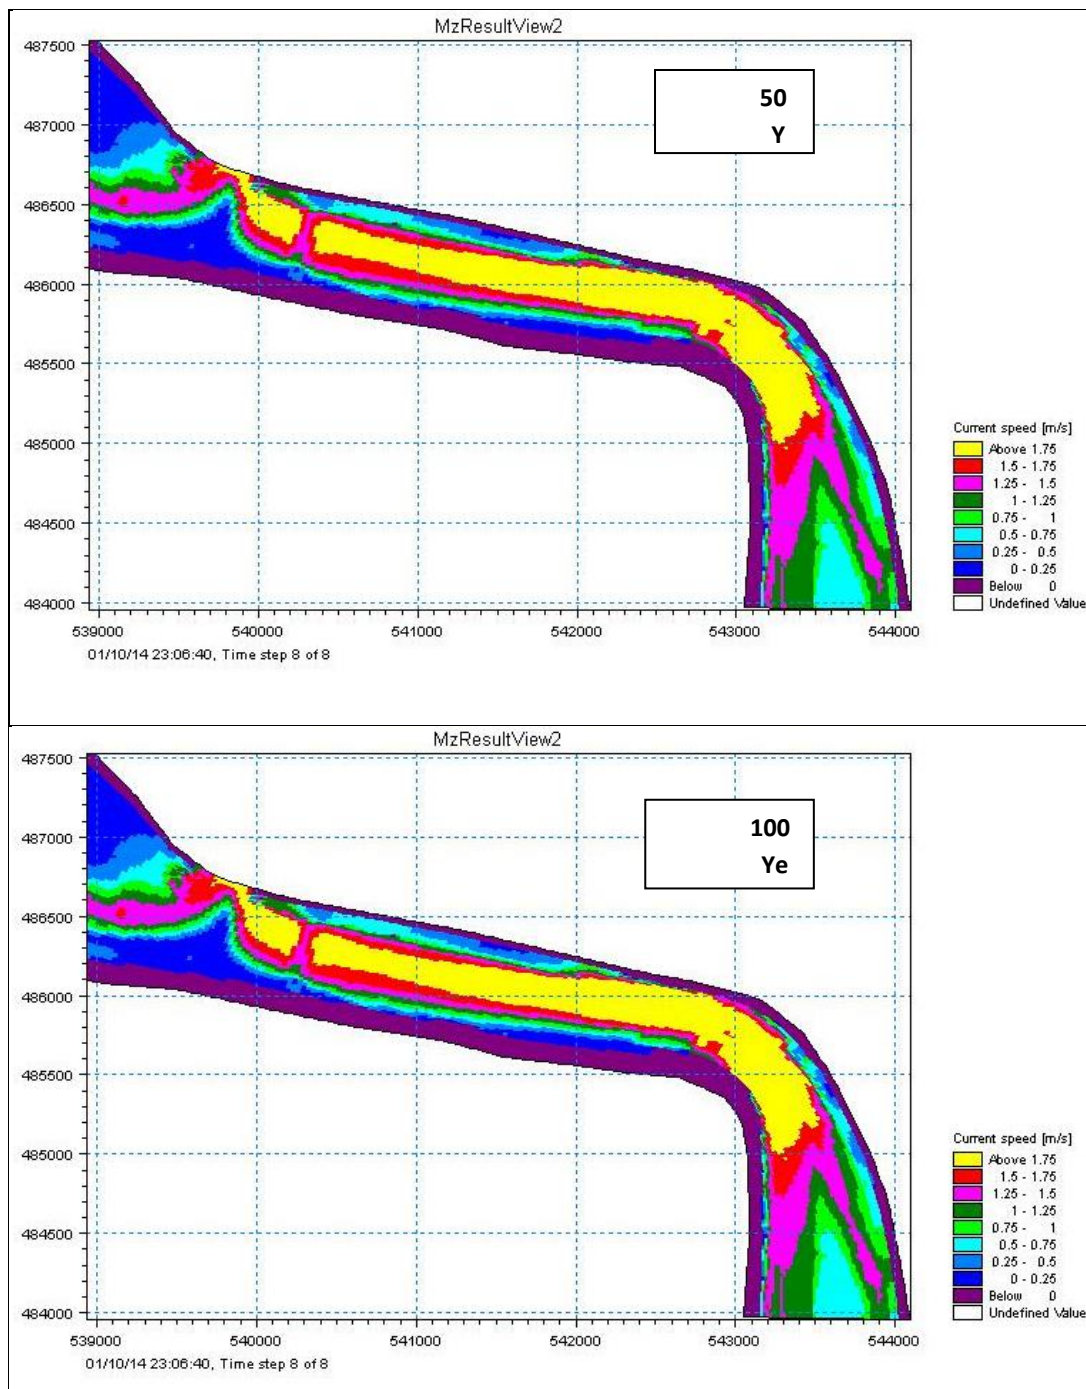 MzResultView2
50
Y
487500
487000
486500
486000
485500
485000
484500
484000
539000 540000 541000 542000 543000 544000
01/10/14 23:06:40, Time step 8 of 8
Current speed [m/s]
Above 1.75
1.5 - 1.75
1.25 - 1.5
1 - 1.25
0.75 - 1
0.5 - 0.75
0.25 - 0.5
0 - 0.25
Below 0
Undefined Value
MzResultView2
100
Ye
487500
487000
486500
486000
485500
485000
484500
484000
539000 540000 541000 542000 543000 544000
01/10/14 23:06:40, Time step 8 of 8
Current speed [m/s]
Above 1.75
1.5 - 1.75
1.25 - 1.5
1 - 1.25
0.75 - 1
0.5 - 0.75
0.25 - 0.5
0 - 0.25
Below 0
Undefined Value